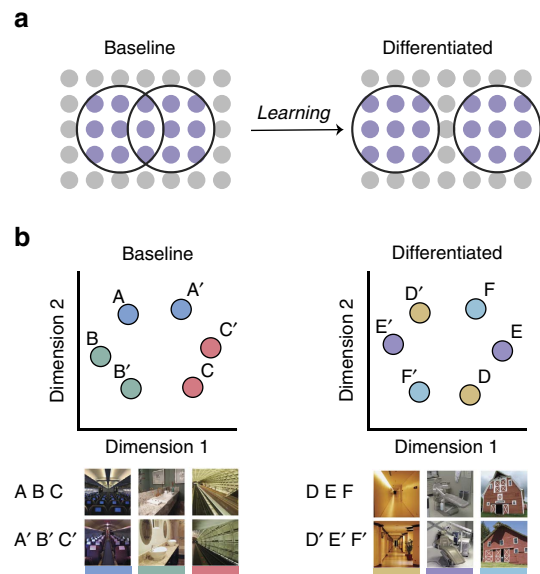 a
Baseline
Differentiated
Learning
b
Baseline
Differentiated
Dimension 2
A
A′
B
B′
C′
C
Dimension 1
Dimension 2
D′
F
E′
E
F′
D
Dimension 1
A B C
A′ B′ C′
D E F
D′ E′ F′